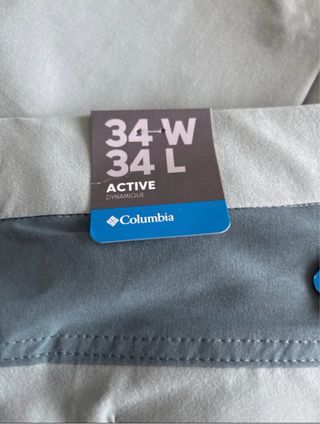 34 W
34 L
ACTIVE
DYNAMIQUE
Columbia